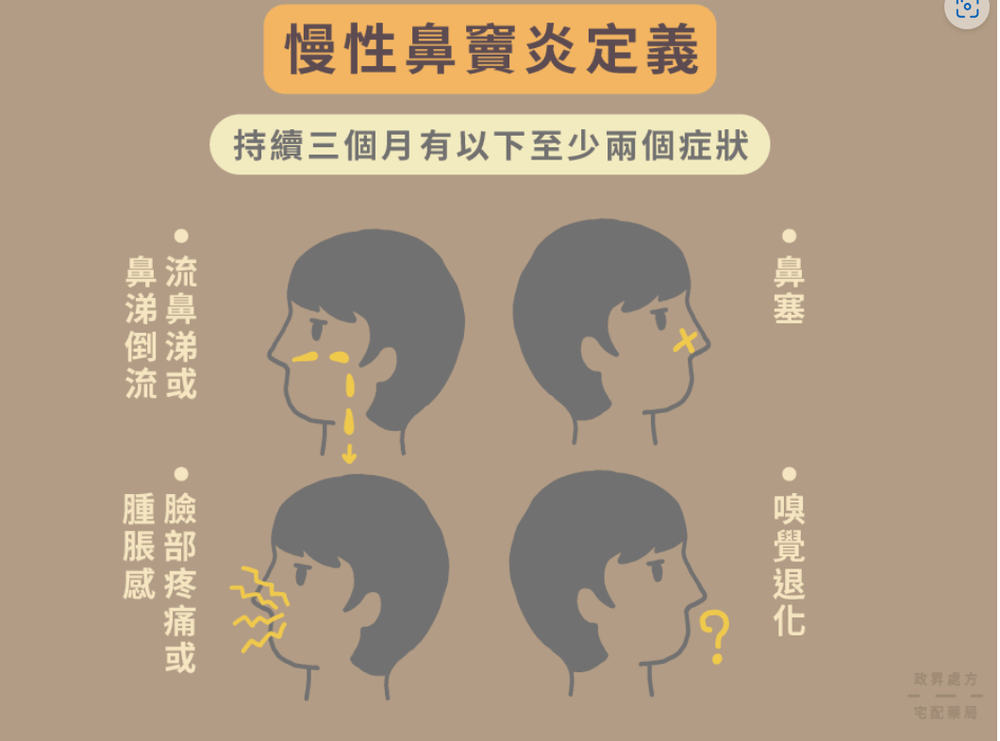 慢性鼻竇炎定義
持續三個月有以下至少兩個症狀
流鼻涕或
鼻涕倒流
鼻塞
臉部疼痛或
腫脹感
嗅覺退化
?
政昇處方
宅配藥局